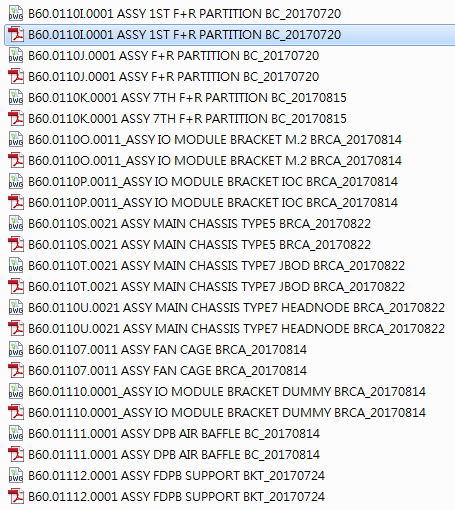 B60.0110I.0001 ASSY 1ST F+R PARTITION BC_20170720
B60.0110I.0001 ASSY 1ST F+R PARTITION BC_20170720
B60.0110J.0001 ASSY F+R PARTITION BC_20170720
B60.0110J.0001 ASSY F+R PARTITION BC_20170720
B60.0110K.0001 ASSY 7TH F+R PARTITION BC_20170815
B60.0110K.0001 ASSY 7TH F+R PARTITION BC_20170815
B60.0110O.0011_ASSY IO MODULE BRACKET M.2 BRCA_20170814
B60.0110O.0011_ASSY IO MODULE BRACKET M.2 BRCA_20170814
B60.0110P.0011_ASSY IO MODULE BRACKET IOC BRCA_20170814
B60.0110P.0011_ASSY IO MODULE BRACKET IOC BRCA_20170814
B60.0110S.0021 ASSY MAIN CHASSIS TYPE5 BRCA_20170822
B60.0110S.0021 ASSY MAIN CHASSIS TYPE5 BRCA_20170822
B60.0110T.0021 ASSY MAIN CHASSIS TYPE7 JBOD BRCA_20170822
B60.0110T.0021 ASSY MAIN CHASSIS TYPE7 JBOD BRCA_20170822
B60.0110U.0021 ASSY MAIN CHASSIS TYPE7 HEADNODE BRCA_20170822
B60.0110U.0021 ASSY MAIN CHASSIS TYPE7 HEADNODE BRCA_20170822
B60.01107.0011 ASSY FAN CAGE BRCA_20170814
B60.01107.0011 ASSY FAN CAGE BRCA_20170814
B60.01110.0001_ASSY IO MODULE BRACKET DUMMY BRCA_20170814
B60.01110.0001_ASSY IO MODULE BRACKET DUMMY BRCA_20170814
B60.01111.0001 ASSY DPB AIR BAFFLE BC_20170814
B60.01111.0001 ASSY DPB AIR BAFFLE BC_20170814
B60.01112.0001 ASSY FDPB SUPPORT BKT_20170724
B60.01112.0001 ASSY FDPB SUPPORT BKT_20170724